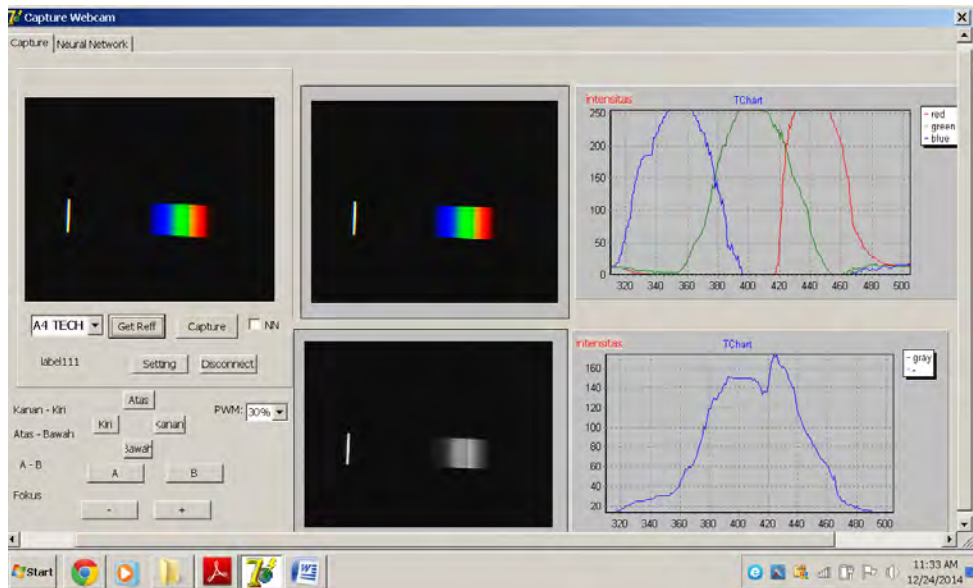 Capture Webcam
Capture Neural Network
intensitas TChart
250
200
150
100
50
0
320 340 360 380 400 420 440 460 480 500
red
green
blue
A4 TECH Get Reff Capture NN
label111 Setting Disconnect
Kanan - Kiri Atas PWM: 30%
Atas - Bawah Kiri Kanan
Bawah
A - B A B
Fokus
- +
intensitas TChart
160
140
120
100
80
60
40
20
320 340 360 380 400 420 440 460 480 500
gray
Start
11:33 AM
12/24/2014